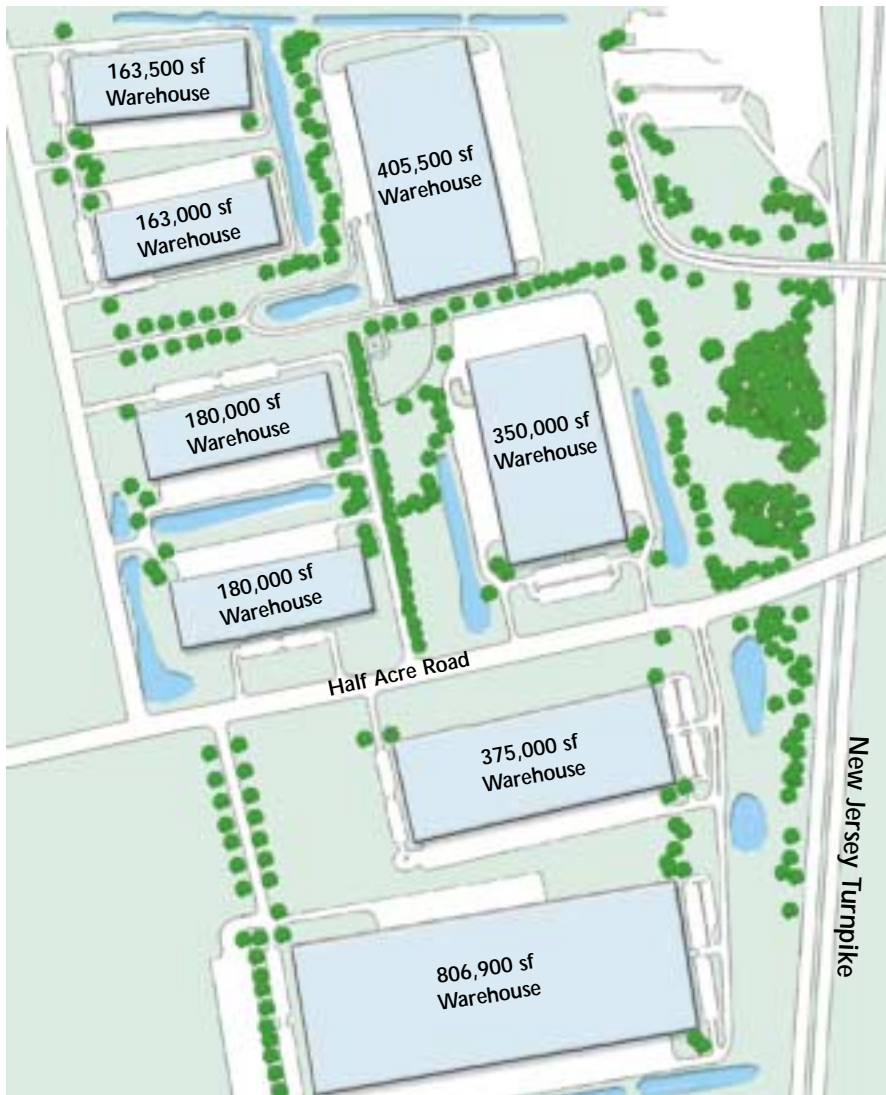 163,500 sf
Warehouse
405,500 sf
Warehouse
163,000 sf
Warehouse
180,000 sf
Warehouse
350,000 sf
Warehouse
180,000 sf
Warehouse
Half Acre Road
375,000 sf
Warehouse
New Jersey Turnpike
806,900 sf
Warehouse